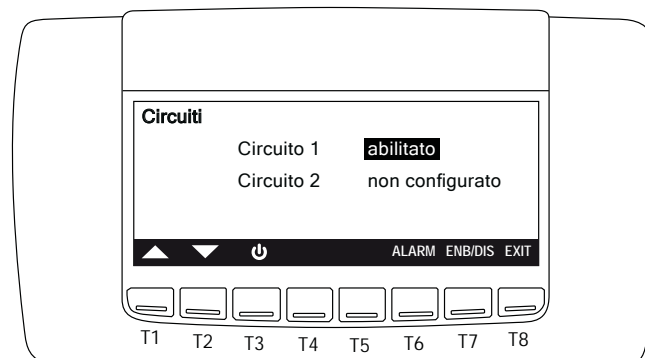 Circuiti
Circuito 1 abilitato
Circuito 2 non configurato
ALARM ENB/DIS EXIT
T1 T2 T3 T4 T5 T6 T7 T8